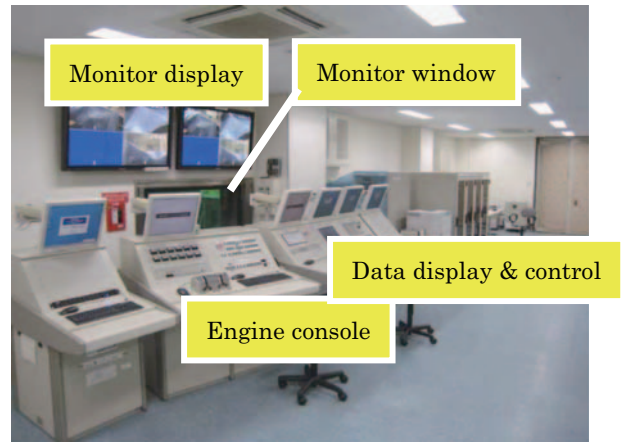 Monitor display
Monitor window
Data display & control
Engine console